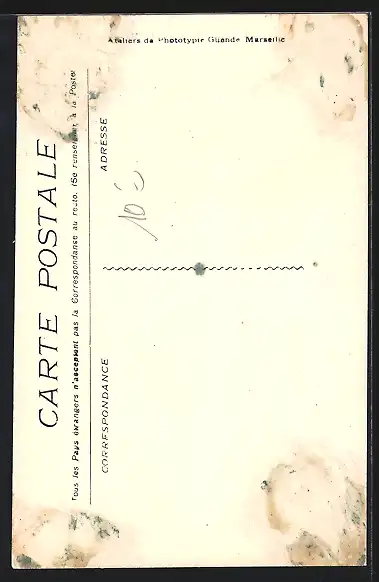 CARTE POSTALE
Tous les Pays étrangers n'acceptent pas la Correspondance au recto. (Se renseigner à la Poste)
CORRESPONDANCE
ADRESSE
Ateliers de Phototypie Guende Marseille